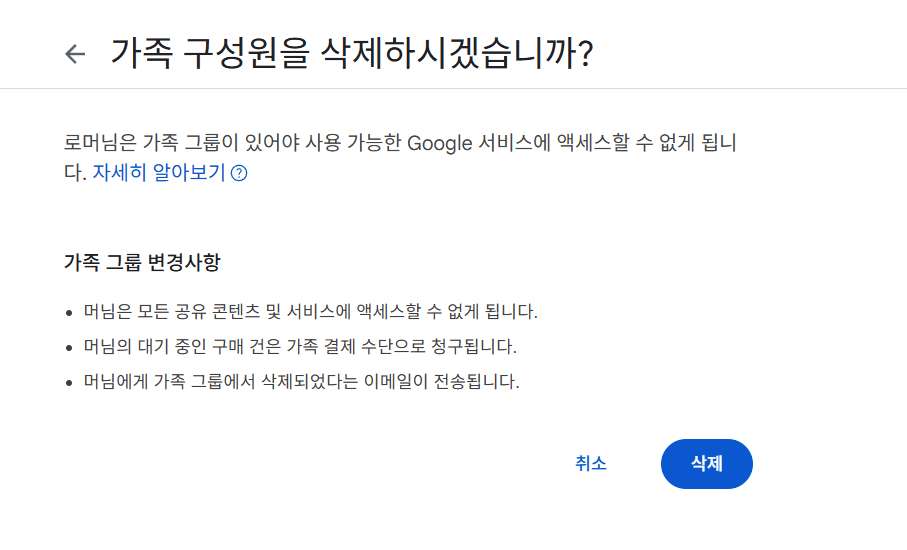 가족 구성원을 삭제하시겠습니까?
로머님은 가족 그룹이 있어야 사용 가능한 Google 서비스에 액세스할 수 없게 됩니
다. 자세히 알아보기
가족 그룹 변경사항
• 머님은 모든 공유 콘텐츠 및 서비스에 액세스할 수 없게 됩니다.
• 머님의 대기 중인 구매 건은 가족 결제 수단으로 청구됩니다.
• 머님에게 가족 그룹에서 삭제되었다는 이메일이 전송됩니다.
취소 삭제